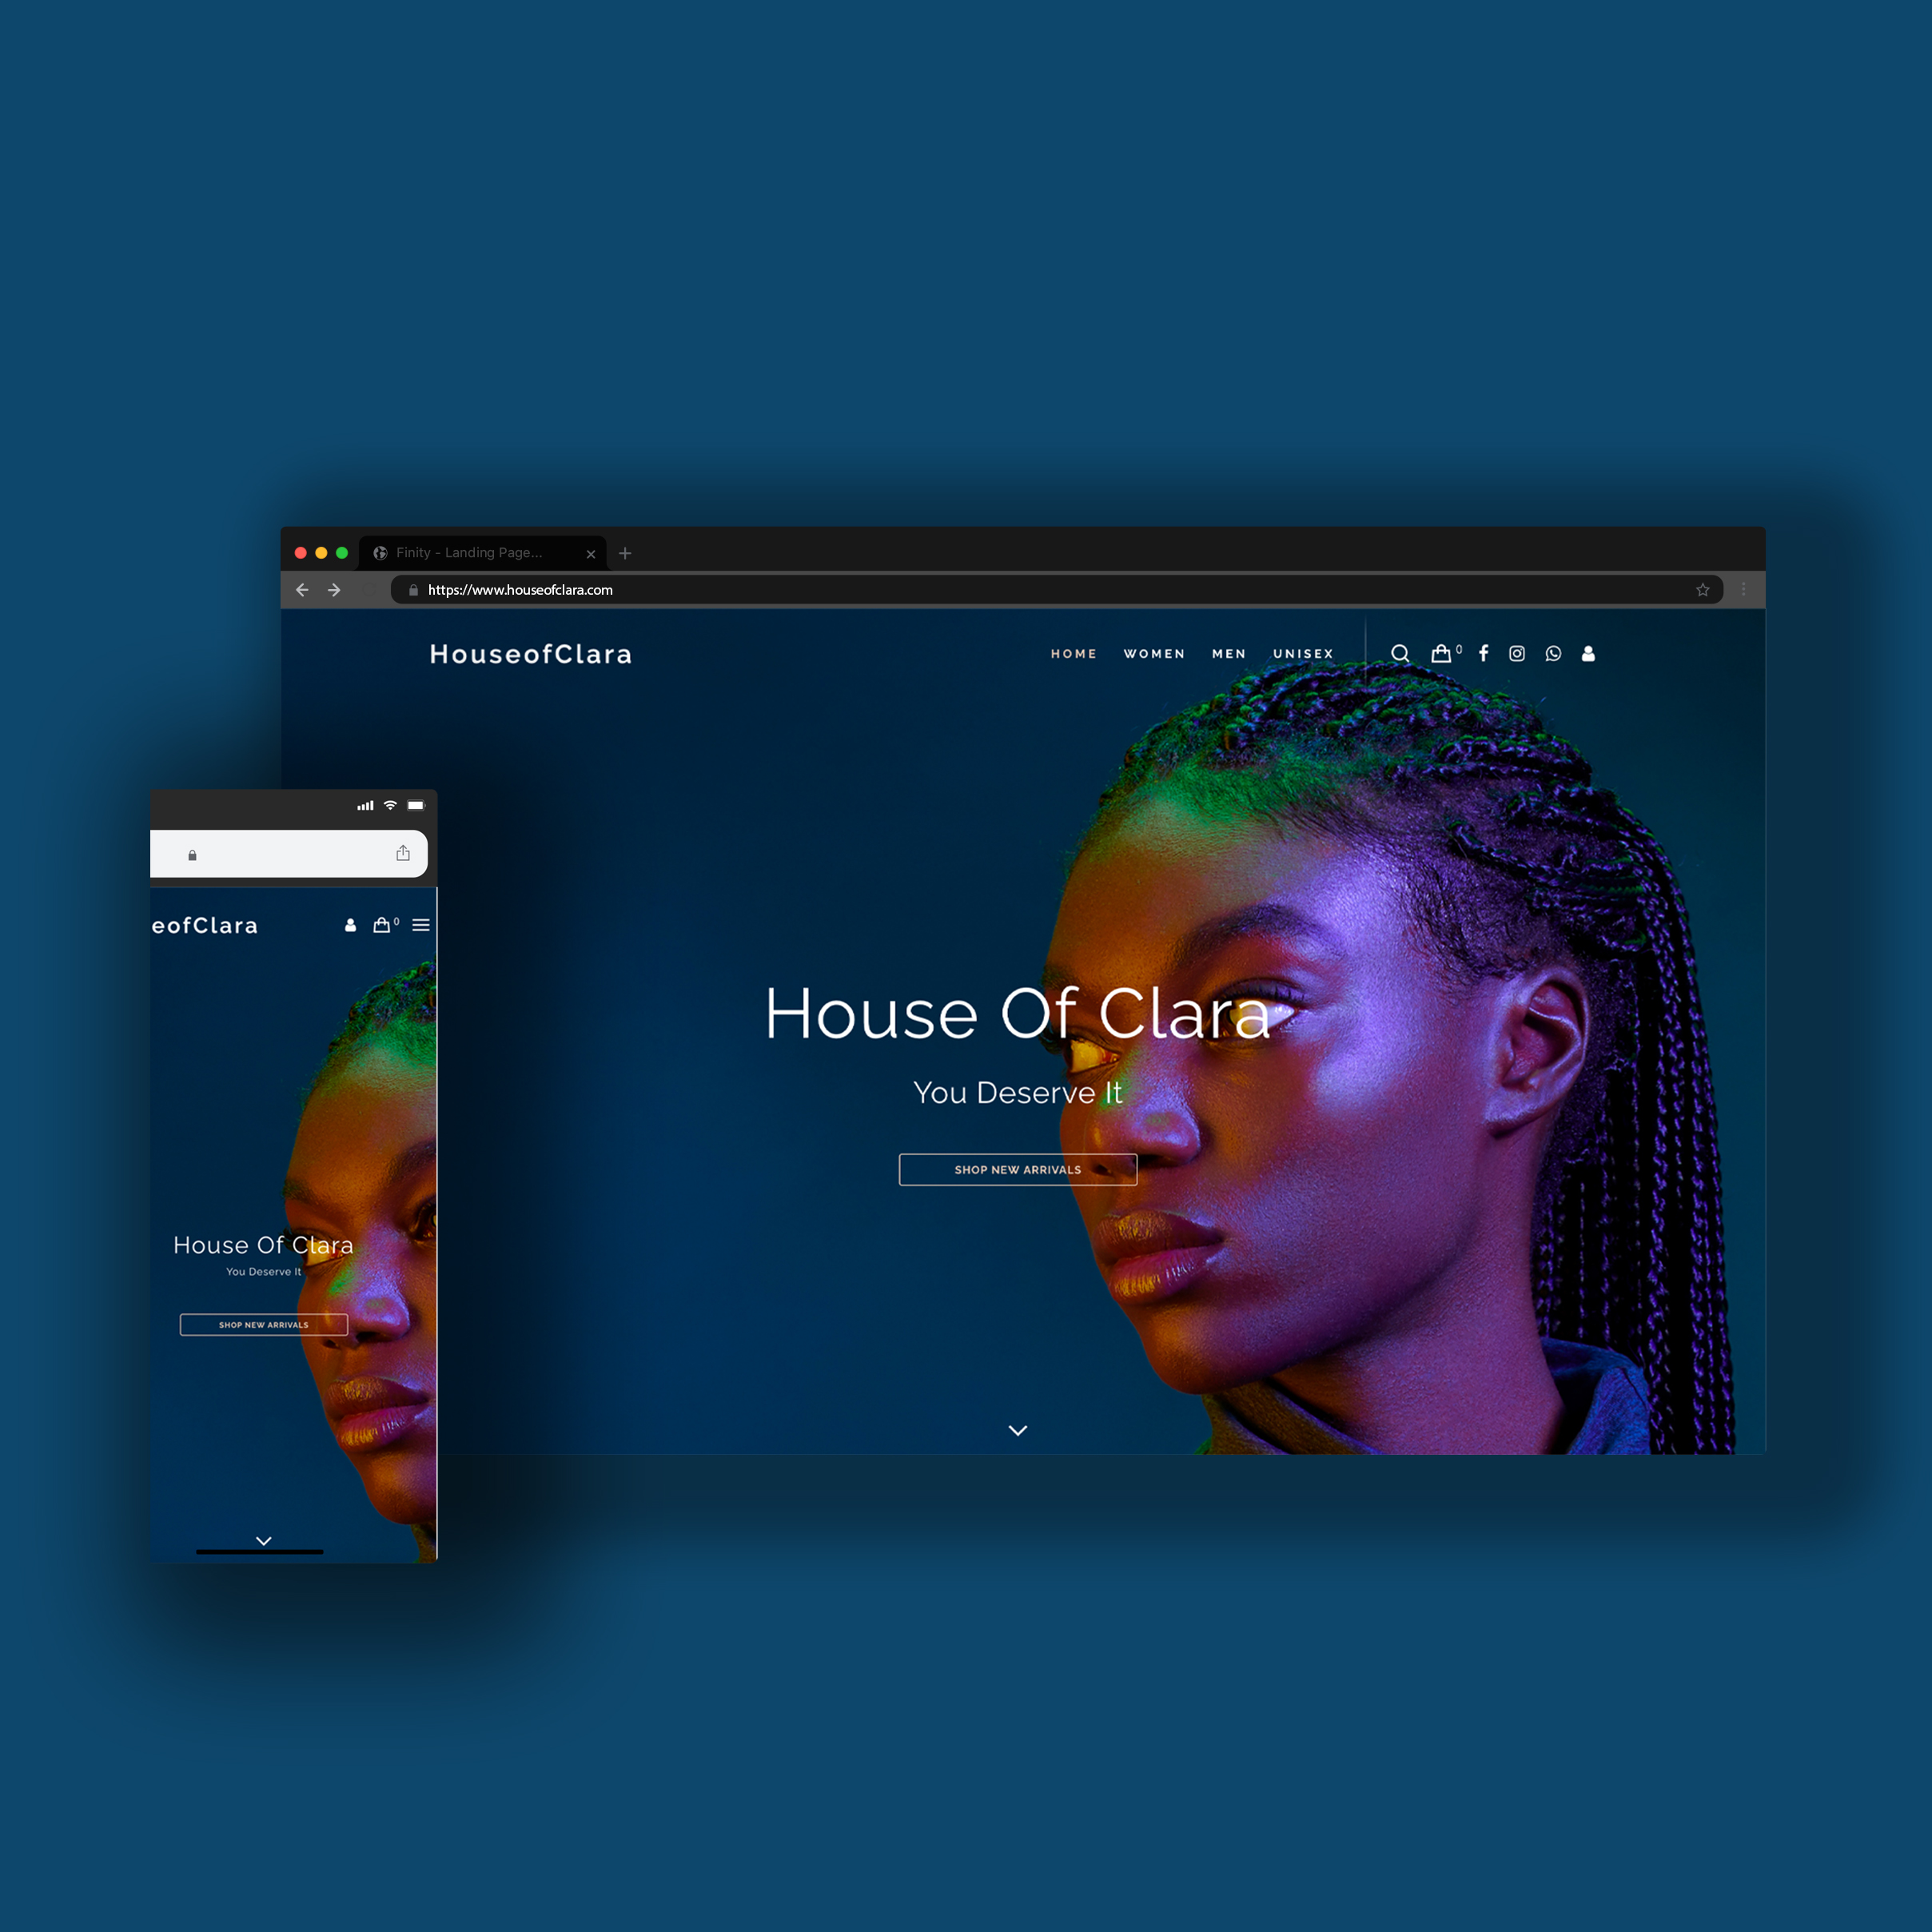 Finity - Landing Page...
https://www.houseofclara.com
HouseofClara
HOME WOMEN MEN UNISEX
0
House Of Clara
You Deserve It
SHOP NEW ARRIVALS
eofClara
0
House Of Clara
You Deserve It
SHOP NEW ARRIVALS